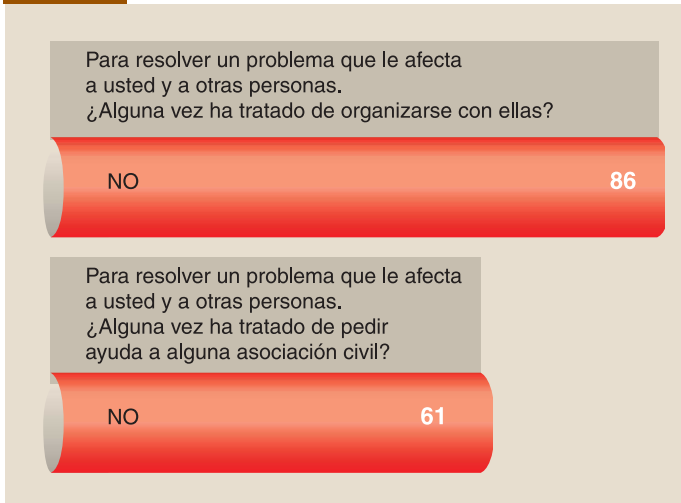 Para resolver un problema que le afecta
a usted y a otras personas.
¿Alguna vez ha tratado de organizarse con ellas?
NO 86
Para resolver un problema que le afecta
a usted y a otras personas.
¿Alguna vez ha tratado de pedir
ayuda a alguna asociación civil?
NO 61